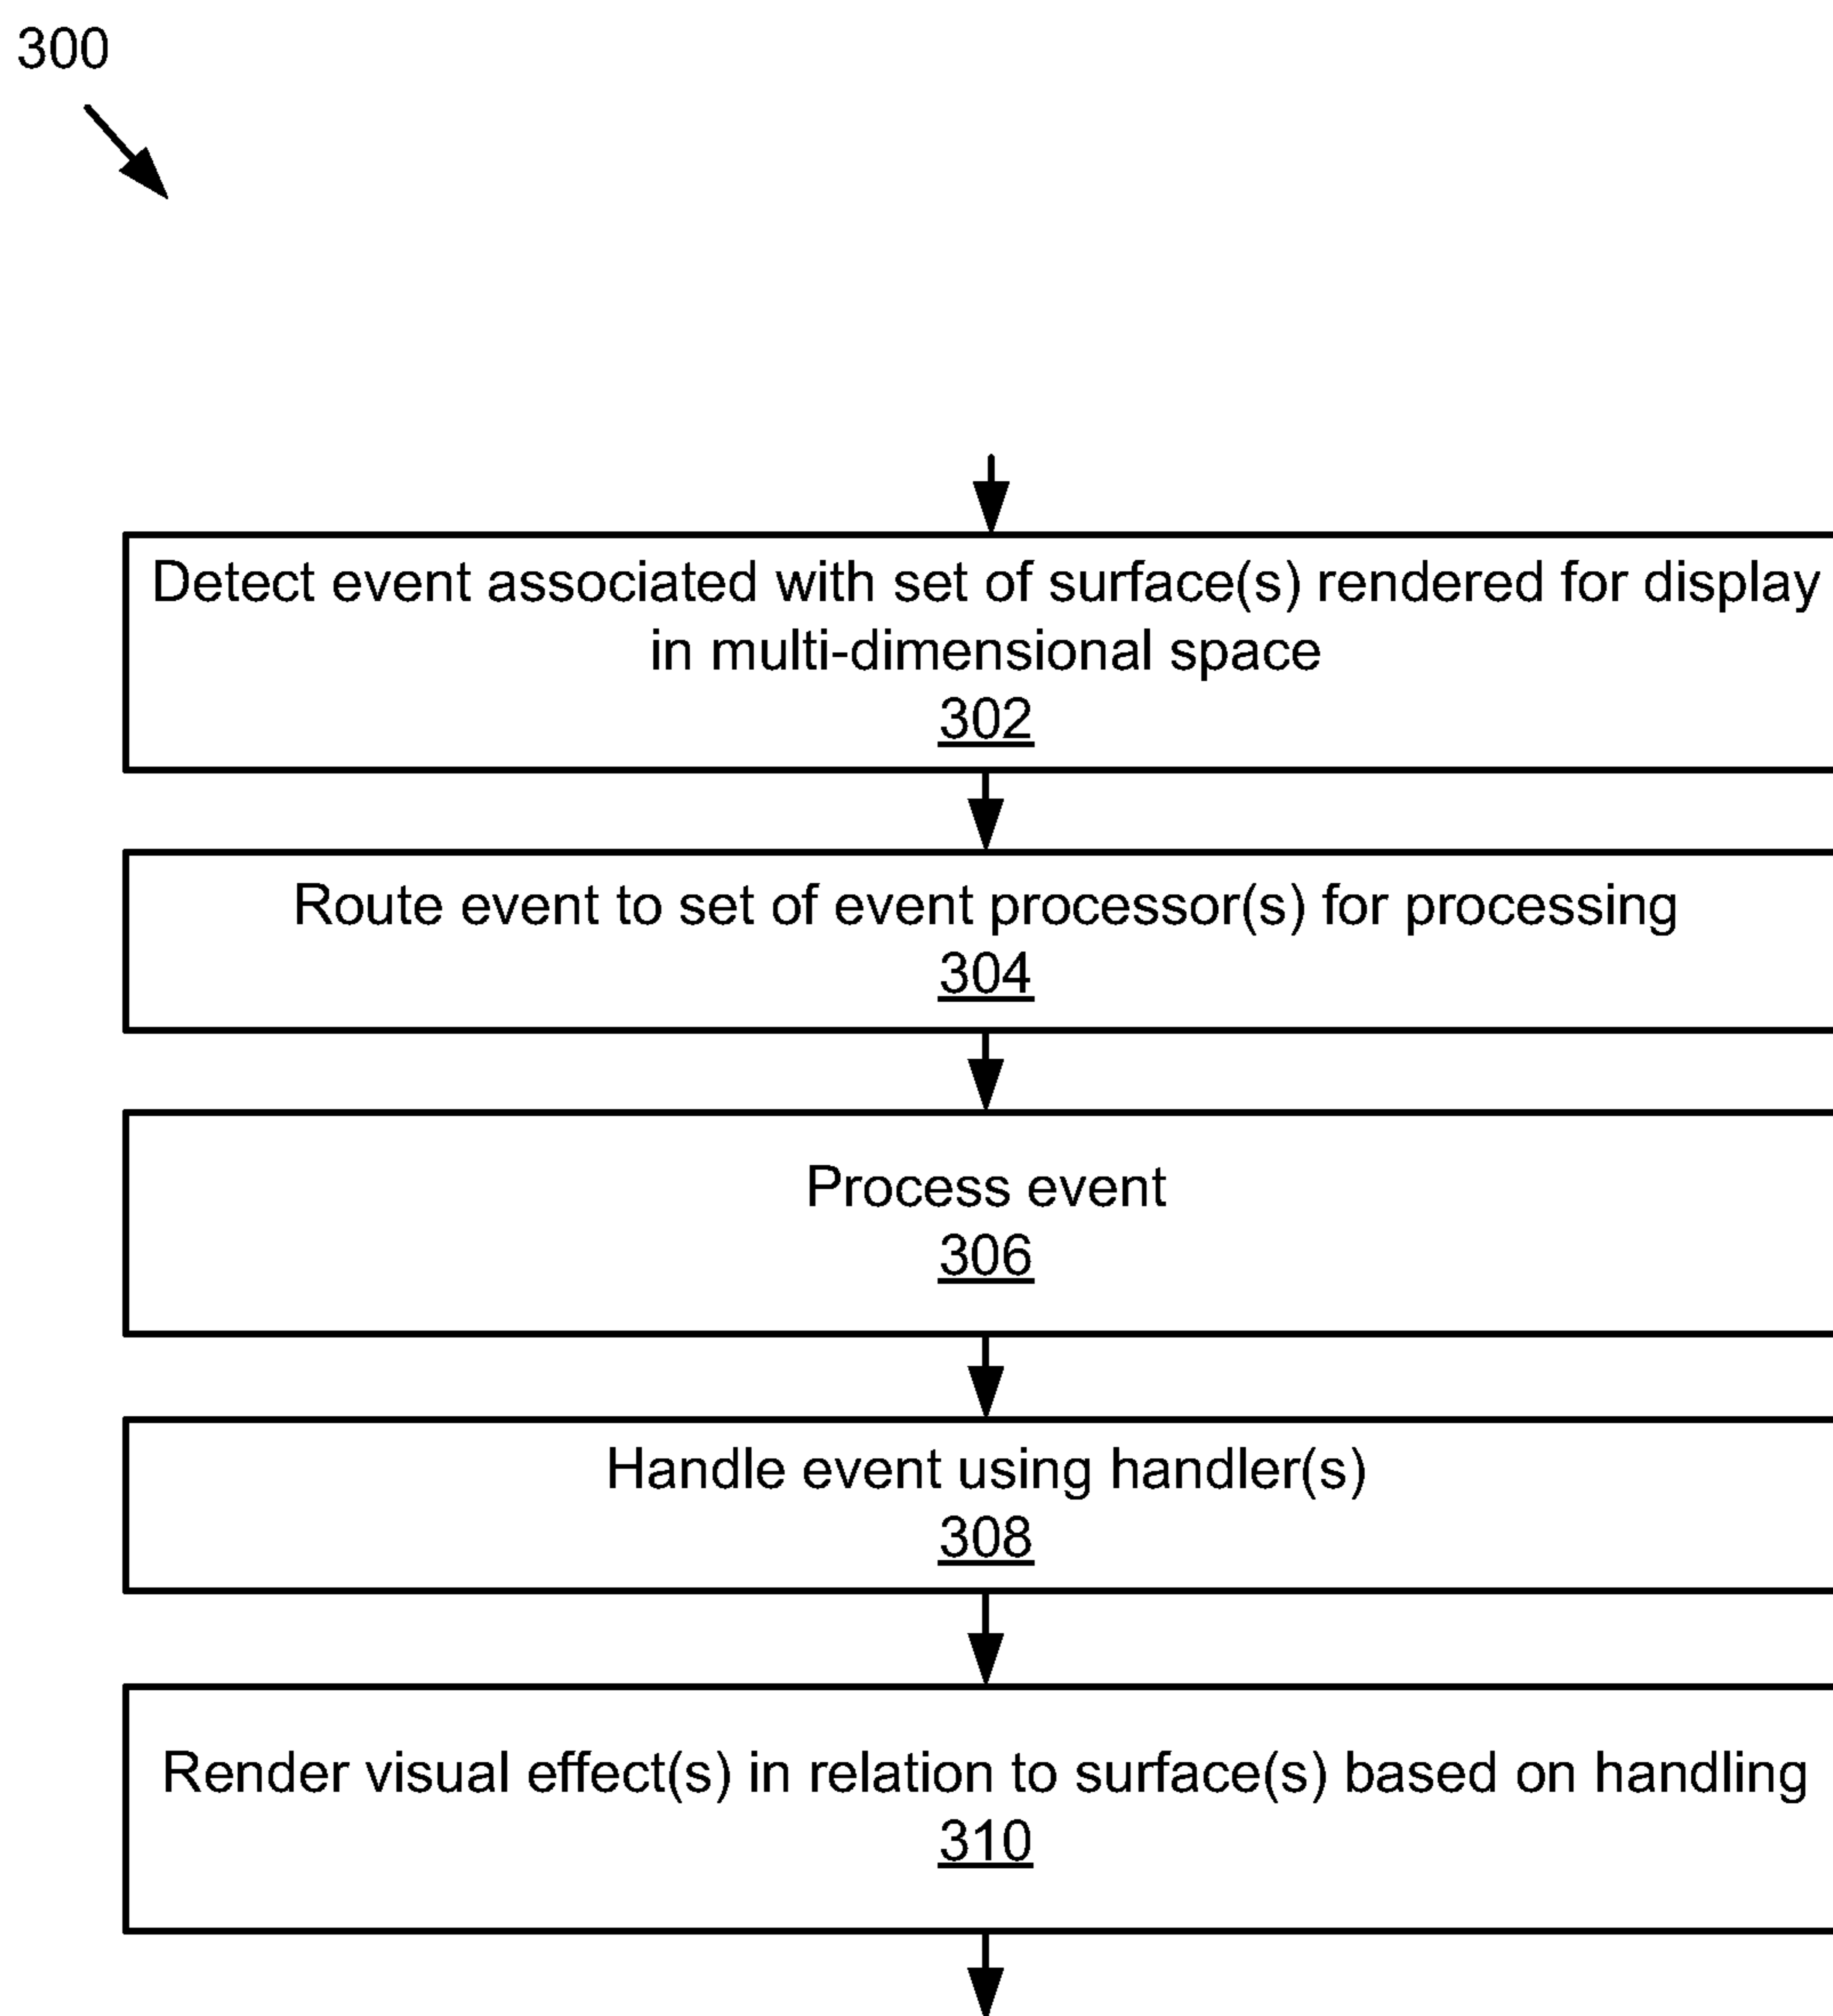 300
Detect event associated with set of surface(s) rendered for display
in multi-dimensional space
302
Route event to set of event processor(s) for processing
304
Process event
306
Handle event using handler(s)
308
Render visual effect(s) in relation to surface(s) based on handling
310